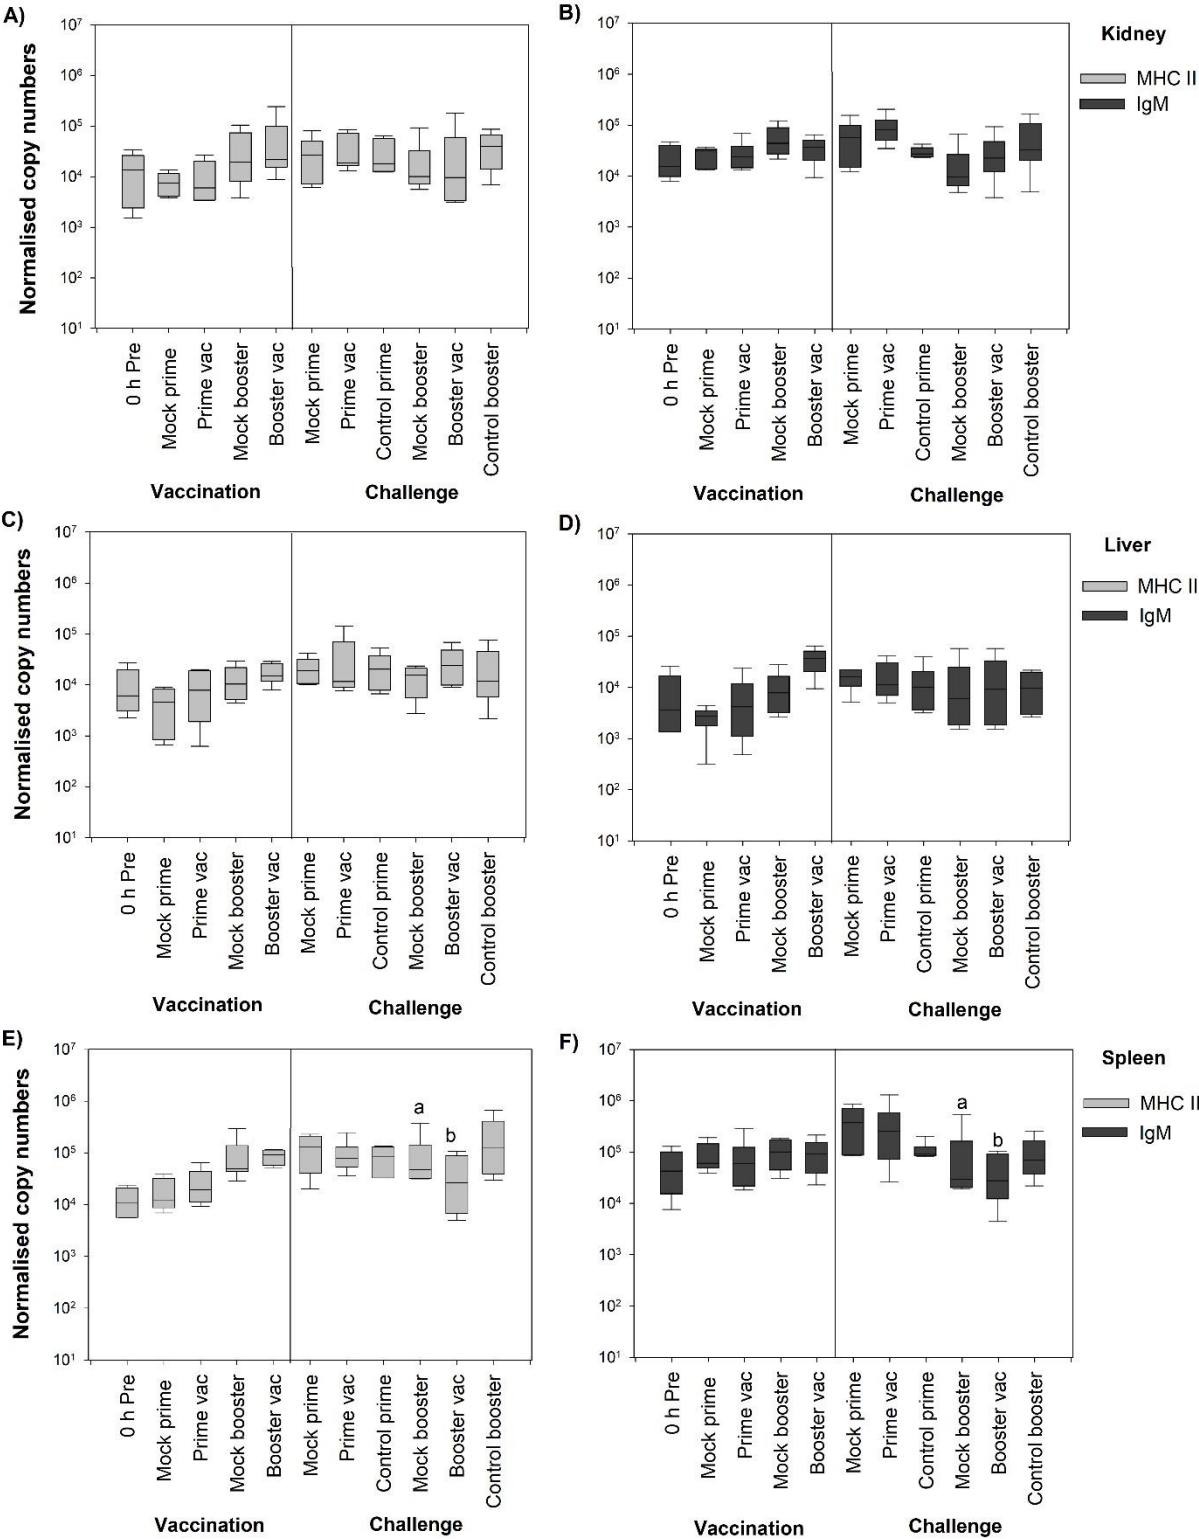 A)
Normalised copy numbers
10⁷
10⁶
10⁵
10⁴
10³
10²
10¹
0 h Pre
Mock prime
Prime vac
Mock booster
Booster vac
Mock prime
Prime vac
Control prime
Mock booster
Booster vac
Control booster
Vaccination
Challenge
B)
10⁷
10⁶
10⁵
10⁴
10³
10²
10¹
0 h Pre
Mock prime
Prime vac
Mock booster
Booster vac
Mock prime
Prime vac
Control prime
Mock booster
Booster vac
Control booster
Vaccination
Challenge
Kidney
MHC II
IgM
C)
Normalised copy numbers
10⁷
10⁶
10⁵
10⁴
10³
10²
10¹
0 h Pre
Mock prime
Prime vac
Mock booster
Booster vac
Mock prime
Prime vac
Control prime
Mock booster
Booster vac
Control booster
Vaccination
Challenge
D)
10⁷
10⁶
10⁵
10⁴
10³
10²
10¹
0 h Pre
Mock prime
Prime vac
Mock booster
Booster vac
Mock prime
Prime vac
Control prime
Mock booster
Booster vac
Control booster
Vaccination
Challenge
Liver
MHC II
IgM
E)
Normalised copy numbers
10⁷
10⁶
10⁵
10⁴
10³
10²
10¹
a
b
0 h Pre
Mock prime
Prime vac
Mock booster
Booster vac
Mock prime
Prime vac
Control prime
Mock booster
Booster vac
Control booster
Vaccination
Challenge
F)
10⁷
10⁶
10⁵
10⁴
10³
10²
10¹
a
b
0 h Pre
Mock prime
Prime vac
Mock booster
Booster vac
Mock prime
Prime vac
Control prime
Mock booster
Booster vac
Control booster
Vaccination
Challenge
Spleen
MHC II
IgM